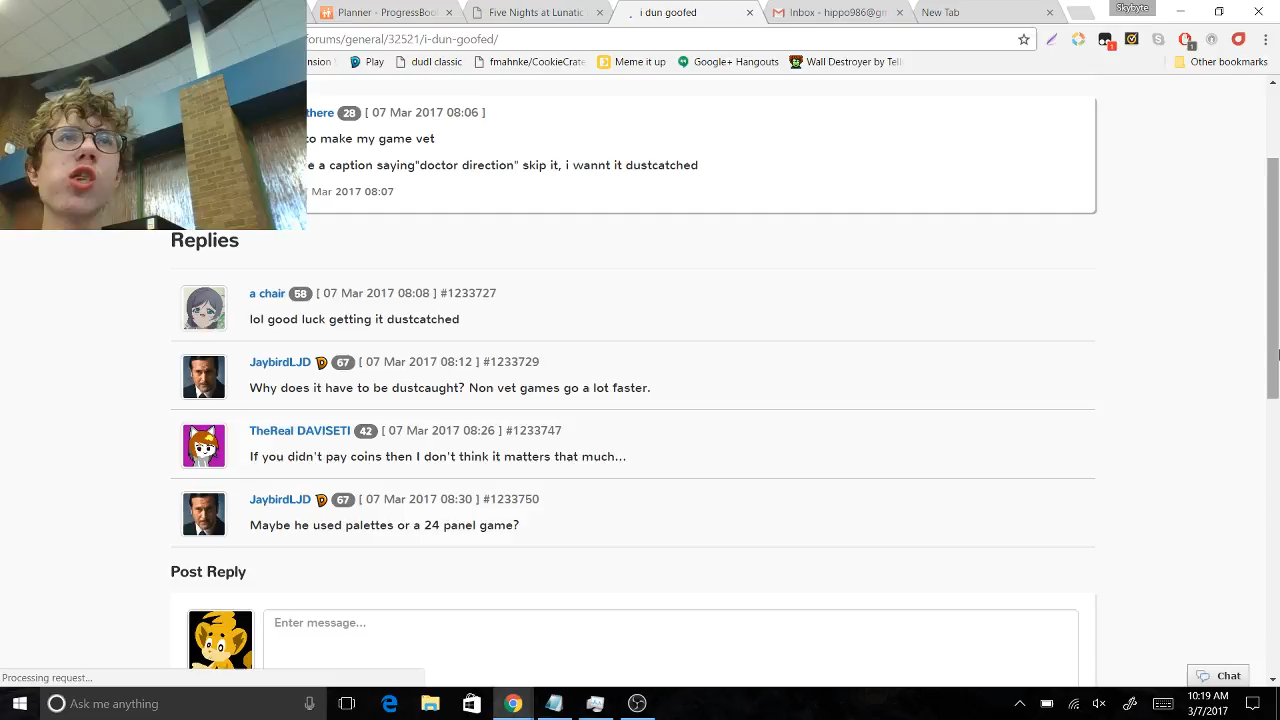 Planner - ProgressBook
Five Nights at Lunatic
i dun goofed
Inbox - hippo986@gm
New Tab
Skybyte
forums/general/32521/i-dun-goofed/
1
1
nsion
Play
dudl classic
fmahnke/CookieCrate
Meme it up
Google+ Hangouts
Wall Destroyer by Tell
Other bookmarks
there 28 [ 07 Mar 2017 08:06 ]
to make my game vet
e a caption saying"doctor direction" skip it, i wannt it dustcatched
Mar 2017 08:07
Replies
a chair 58 [ 07 Mar 2017 08:08 ] #1233727
lol good luck getting it dustcatched
JaybirdLJD D 67 [ 07 Mar 2017 08:12 ] #1233729
Why does it have to be dustcaught? Non vet games go a lot faster.
TheReal DAVISETI 42 [ 07 Mar 2017 08:26 ] #1233747
If you didn't pay coins then I don't think it matters that much...
JaybirdLJD D 67 [ 07 Mar 2017 08:30 ] #1233750
Maybe he used palettes or a 24 panel game?
Post Reply
Enter message...
Processing request...
Chat
Ask me anything
10:19 AM
3/7/2017